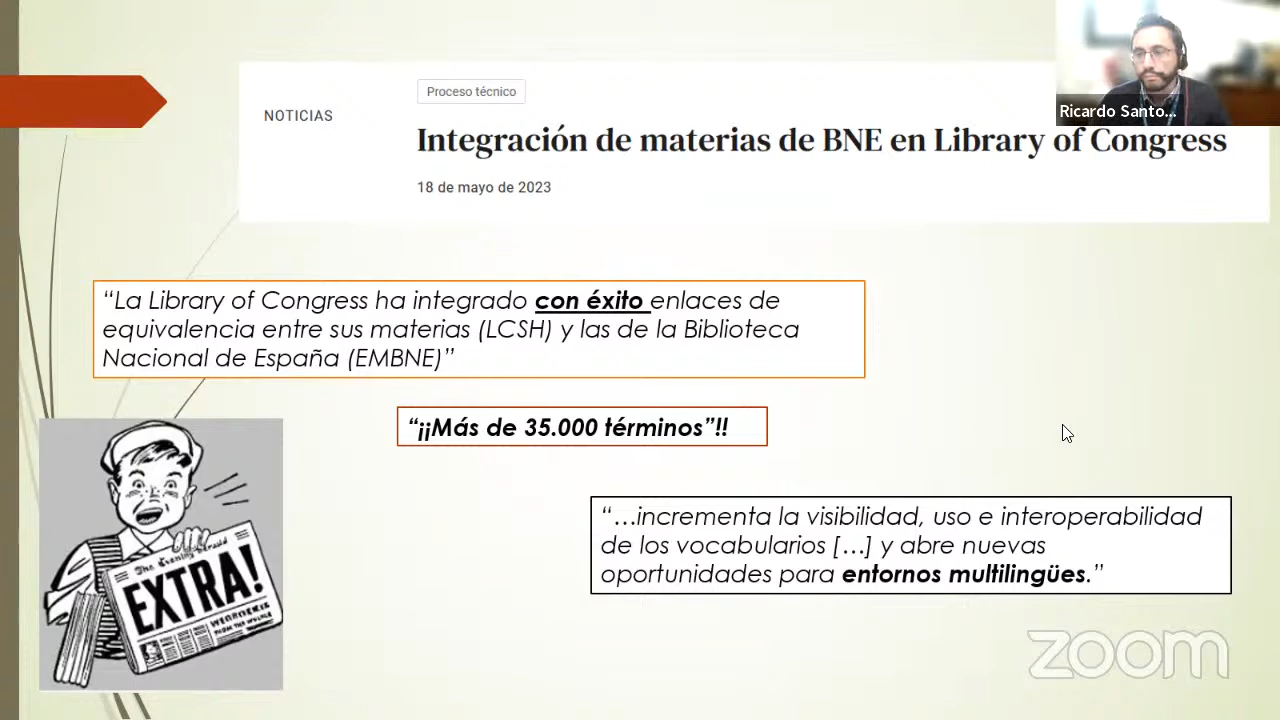 Proceso técnico
NOTICIAS
Integración de materias de BNE en Library of Congress
18 de mayo de 2023
Ricardo Santo...
“La Library of Congress ha integrado con éxito enlaces de
equivalencia entre sus materias (LCSH) y las de la Biblioteca
Nacional de España (EMBNE)”
“¡¡Más de 35.000 términos”!!
“…incrementa la visibilidad, uso e interoperabilidad
de los vocabularios […] y abre nuevas
oportunidades para entornos multilingües.”
The Evening Herald
EXTRA!
zoom